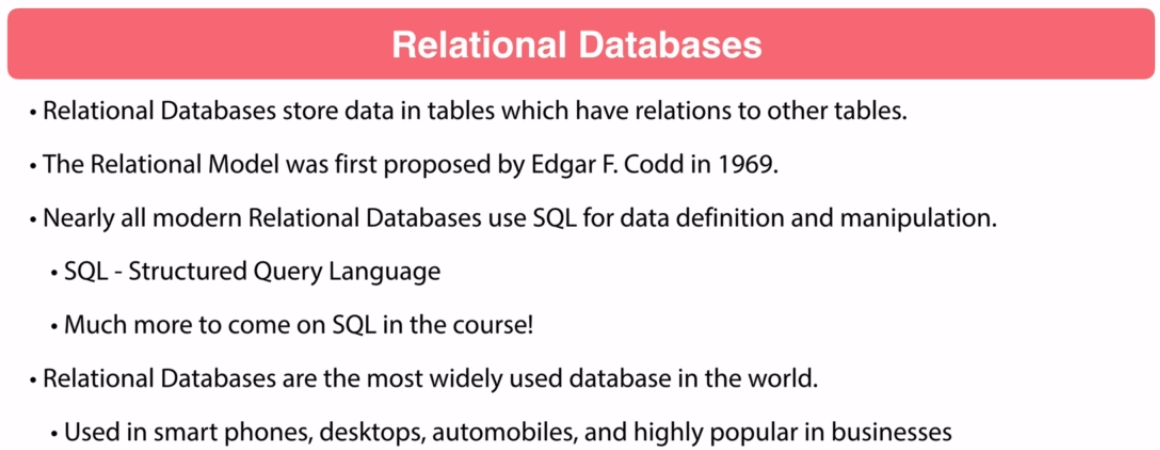 Relational Databases
• Relational Databases store data in tables which have relations to other tables.
• The Relational Model was first proposed by Edgar F. Codd in 1969.
• Nearly all modern Relational Databases use SQL for data definition and manipulation.
• SQL - Structured Query Language
• Much more to come on SQL in the course!
• Relational Databases are the most widely used database in the world.
• Used in smart phones, desktops, automobiles, and highly popular in businesses